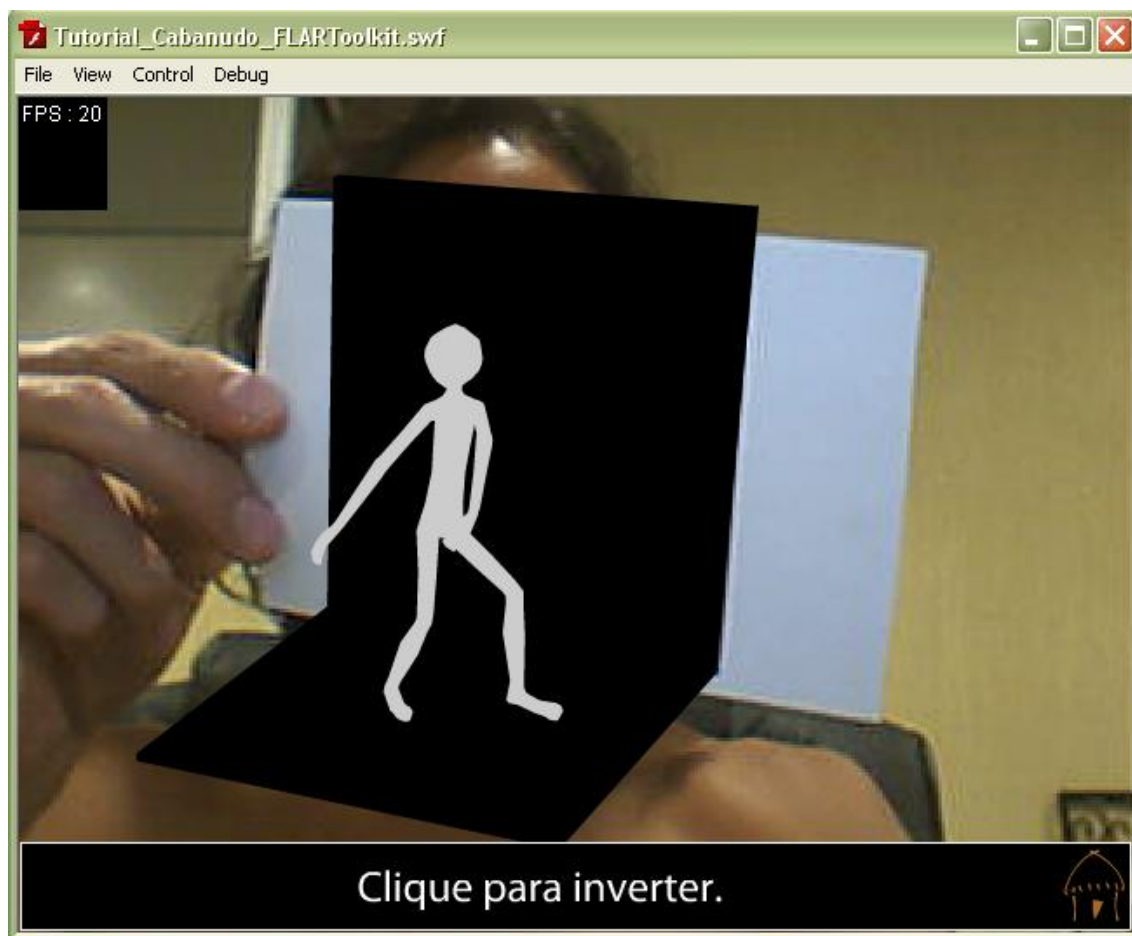 Tutorial_Cabanudo_FLARToolkit.swf
File View Control Debug
FPS : 20
Clique para inverter.